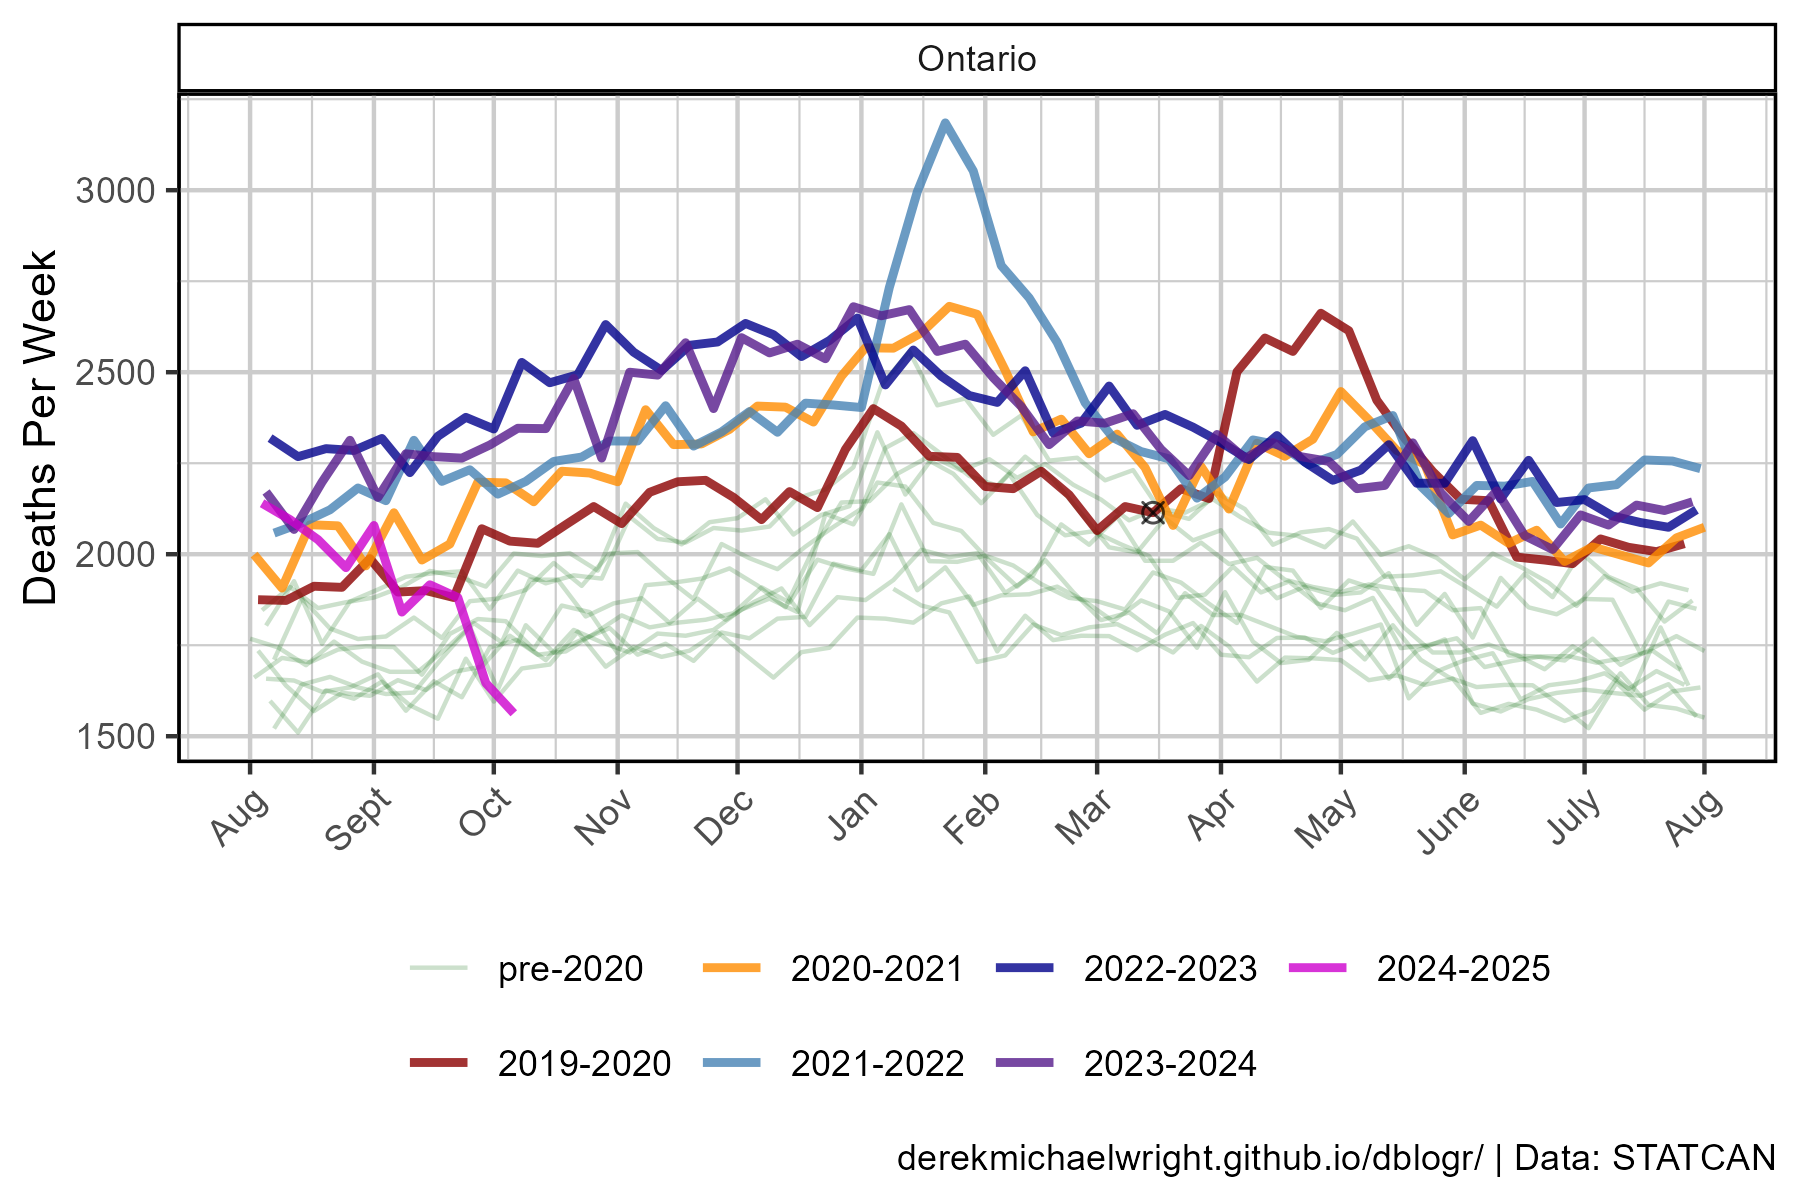 Ontario
Deaths Per Week
3000
2500
2000
1500
Aug Sept Oct Nov Dec Jan Feb Mar Apr May June July Aug
pre-2020 2020-2021 2022-2023 2024-2025
2019-2020 2021-2022 2023-2024
derekmichaelwright.github.io/dblogr/ | Data: STATCAN